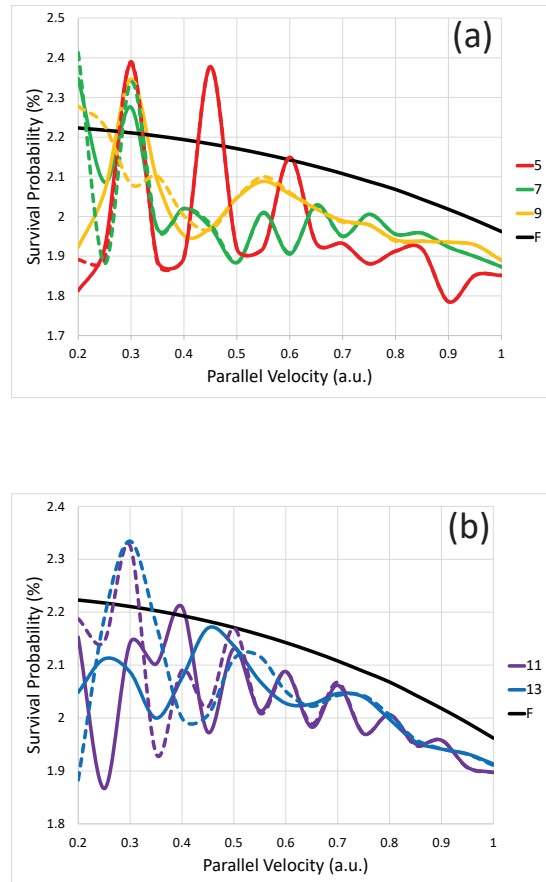 (a)
2.5
2.4
2.3
2.2
2.1
2
1.9
1.8
1.7
Survival Probability (%)
0.2 0.3 0.4 0.5 0.6 0.7 0.8 0.9 1
Parallel Velocity (a.u.)
5
7
9
F
(b)
2.4
2.3
2.2
2.1
2
1.9
1.8
Survival Probability (%)
0.2 0.3 0.4 0.5 0.6 0.7 0.8 0.9 1
Parallel Velocity (a.u.)
11
13
F